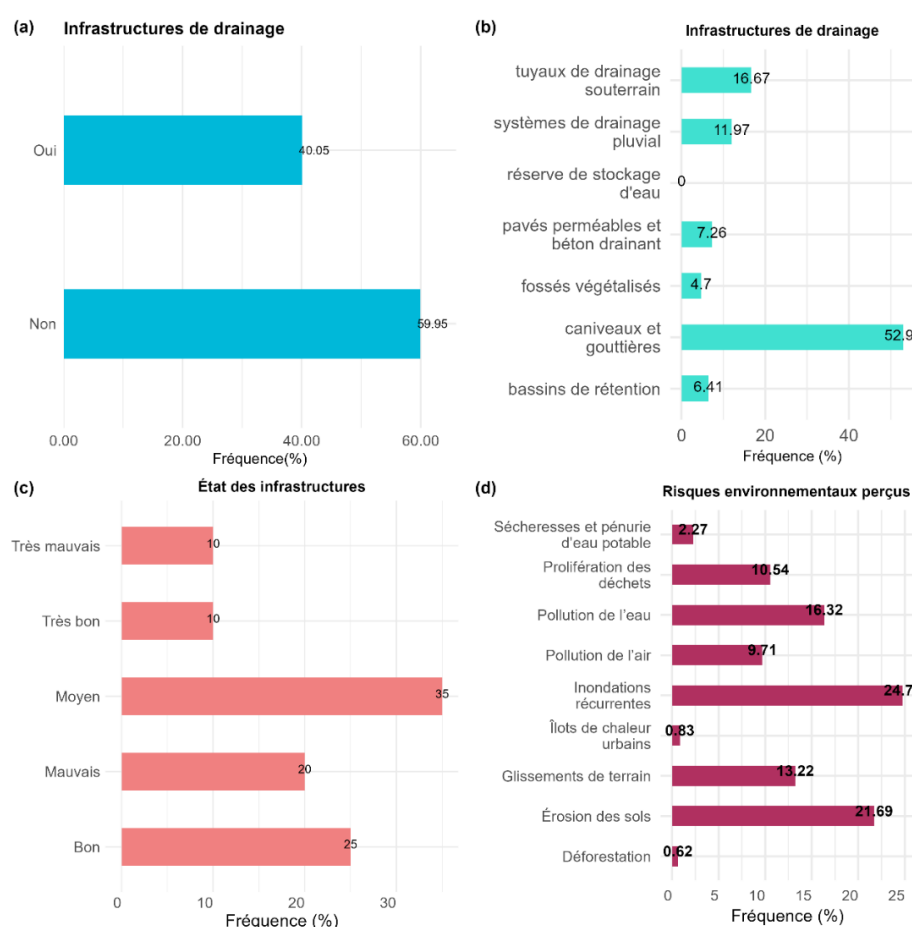 (a) Infrastructures de drainage
Oui
40.05
Non
59.95
0.00 20.00 40.00 60.00
Fréquence(%)
(b) Infrastructures de drainage
tuyaux de drainage
souterrain
16.67
systèmes de drainage
pluvial
11.97
réserve de stockage
d'eau
0
pavés perméables et
béton drainant
7.26
fossés végétalisés
4.7
caniveaux et
gouttières
52.9
bassins de rétention
6.41
0 20 40
Fréquence (%)
(c) État des infrastructures
Très mauvais
10
Très bon
10
Moyen
35
Mauvais
20
Bon
25
0 10 20 30
Fréquence (%)
(d) Risques environnementaux perçus
Sécheresses et pénurie
d'eau potable
2.27
Prolifération des
déchets
10.54
Pollution de l'eau
16.32
Pollution de l'air
9.71
Inondations
récurrentes
24.7
Îlots de chaleur
urbains
0.83
Glissements de terrain
13.22
Érosion des sols
21.69
Déforestation
0.62
0 5 10 15 20 25
Fréquence (%)